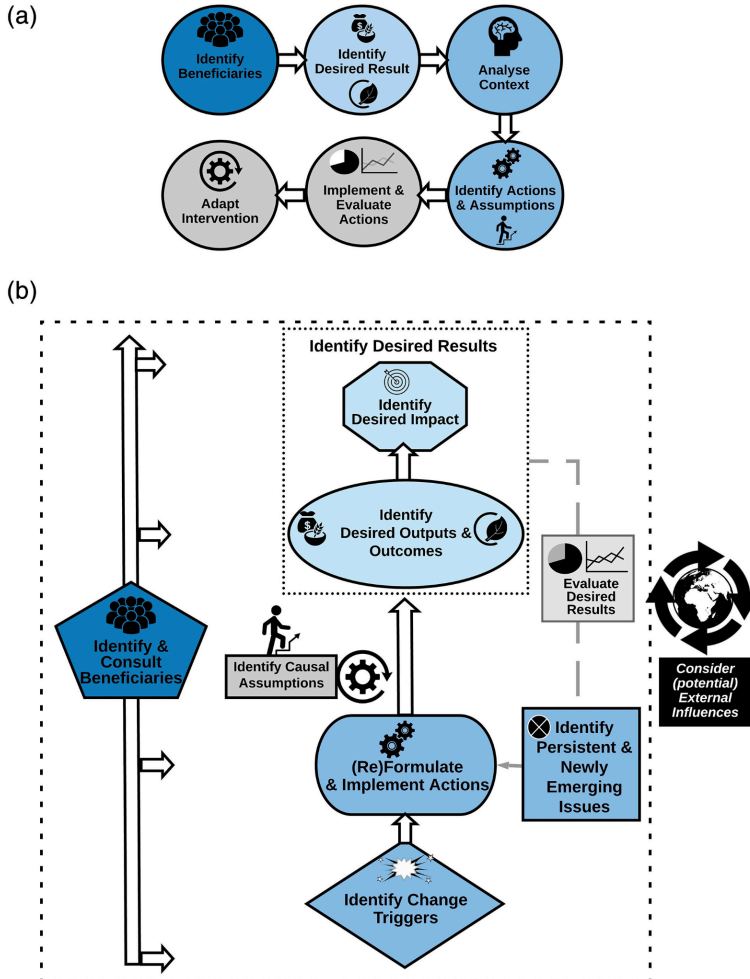 (a)
Identify
Beneficiaries
Identify
Desired Result
Analyse
Context
Identify Actions
& Assumptions
Implement &
Evaluate
Actions
Adapt
Intervention
(b)
Identify Desired Results
Identify
Desired Impact
Identify
Desired Outputs &
Outcomes
Evaluate
Desired
Results
Identify &
Consult
Beneficiaries
Identify Causal
Assumptions
Consider
(potential)
External
Influences
(Re)Formulate
& Implement Actions
Identify
Persistent &
Newly
Emerging
Issues
Identify Change
Triggers